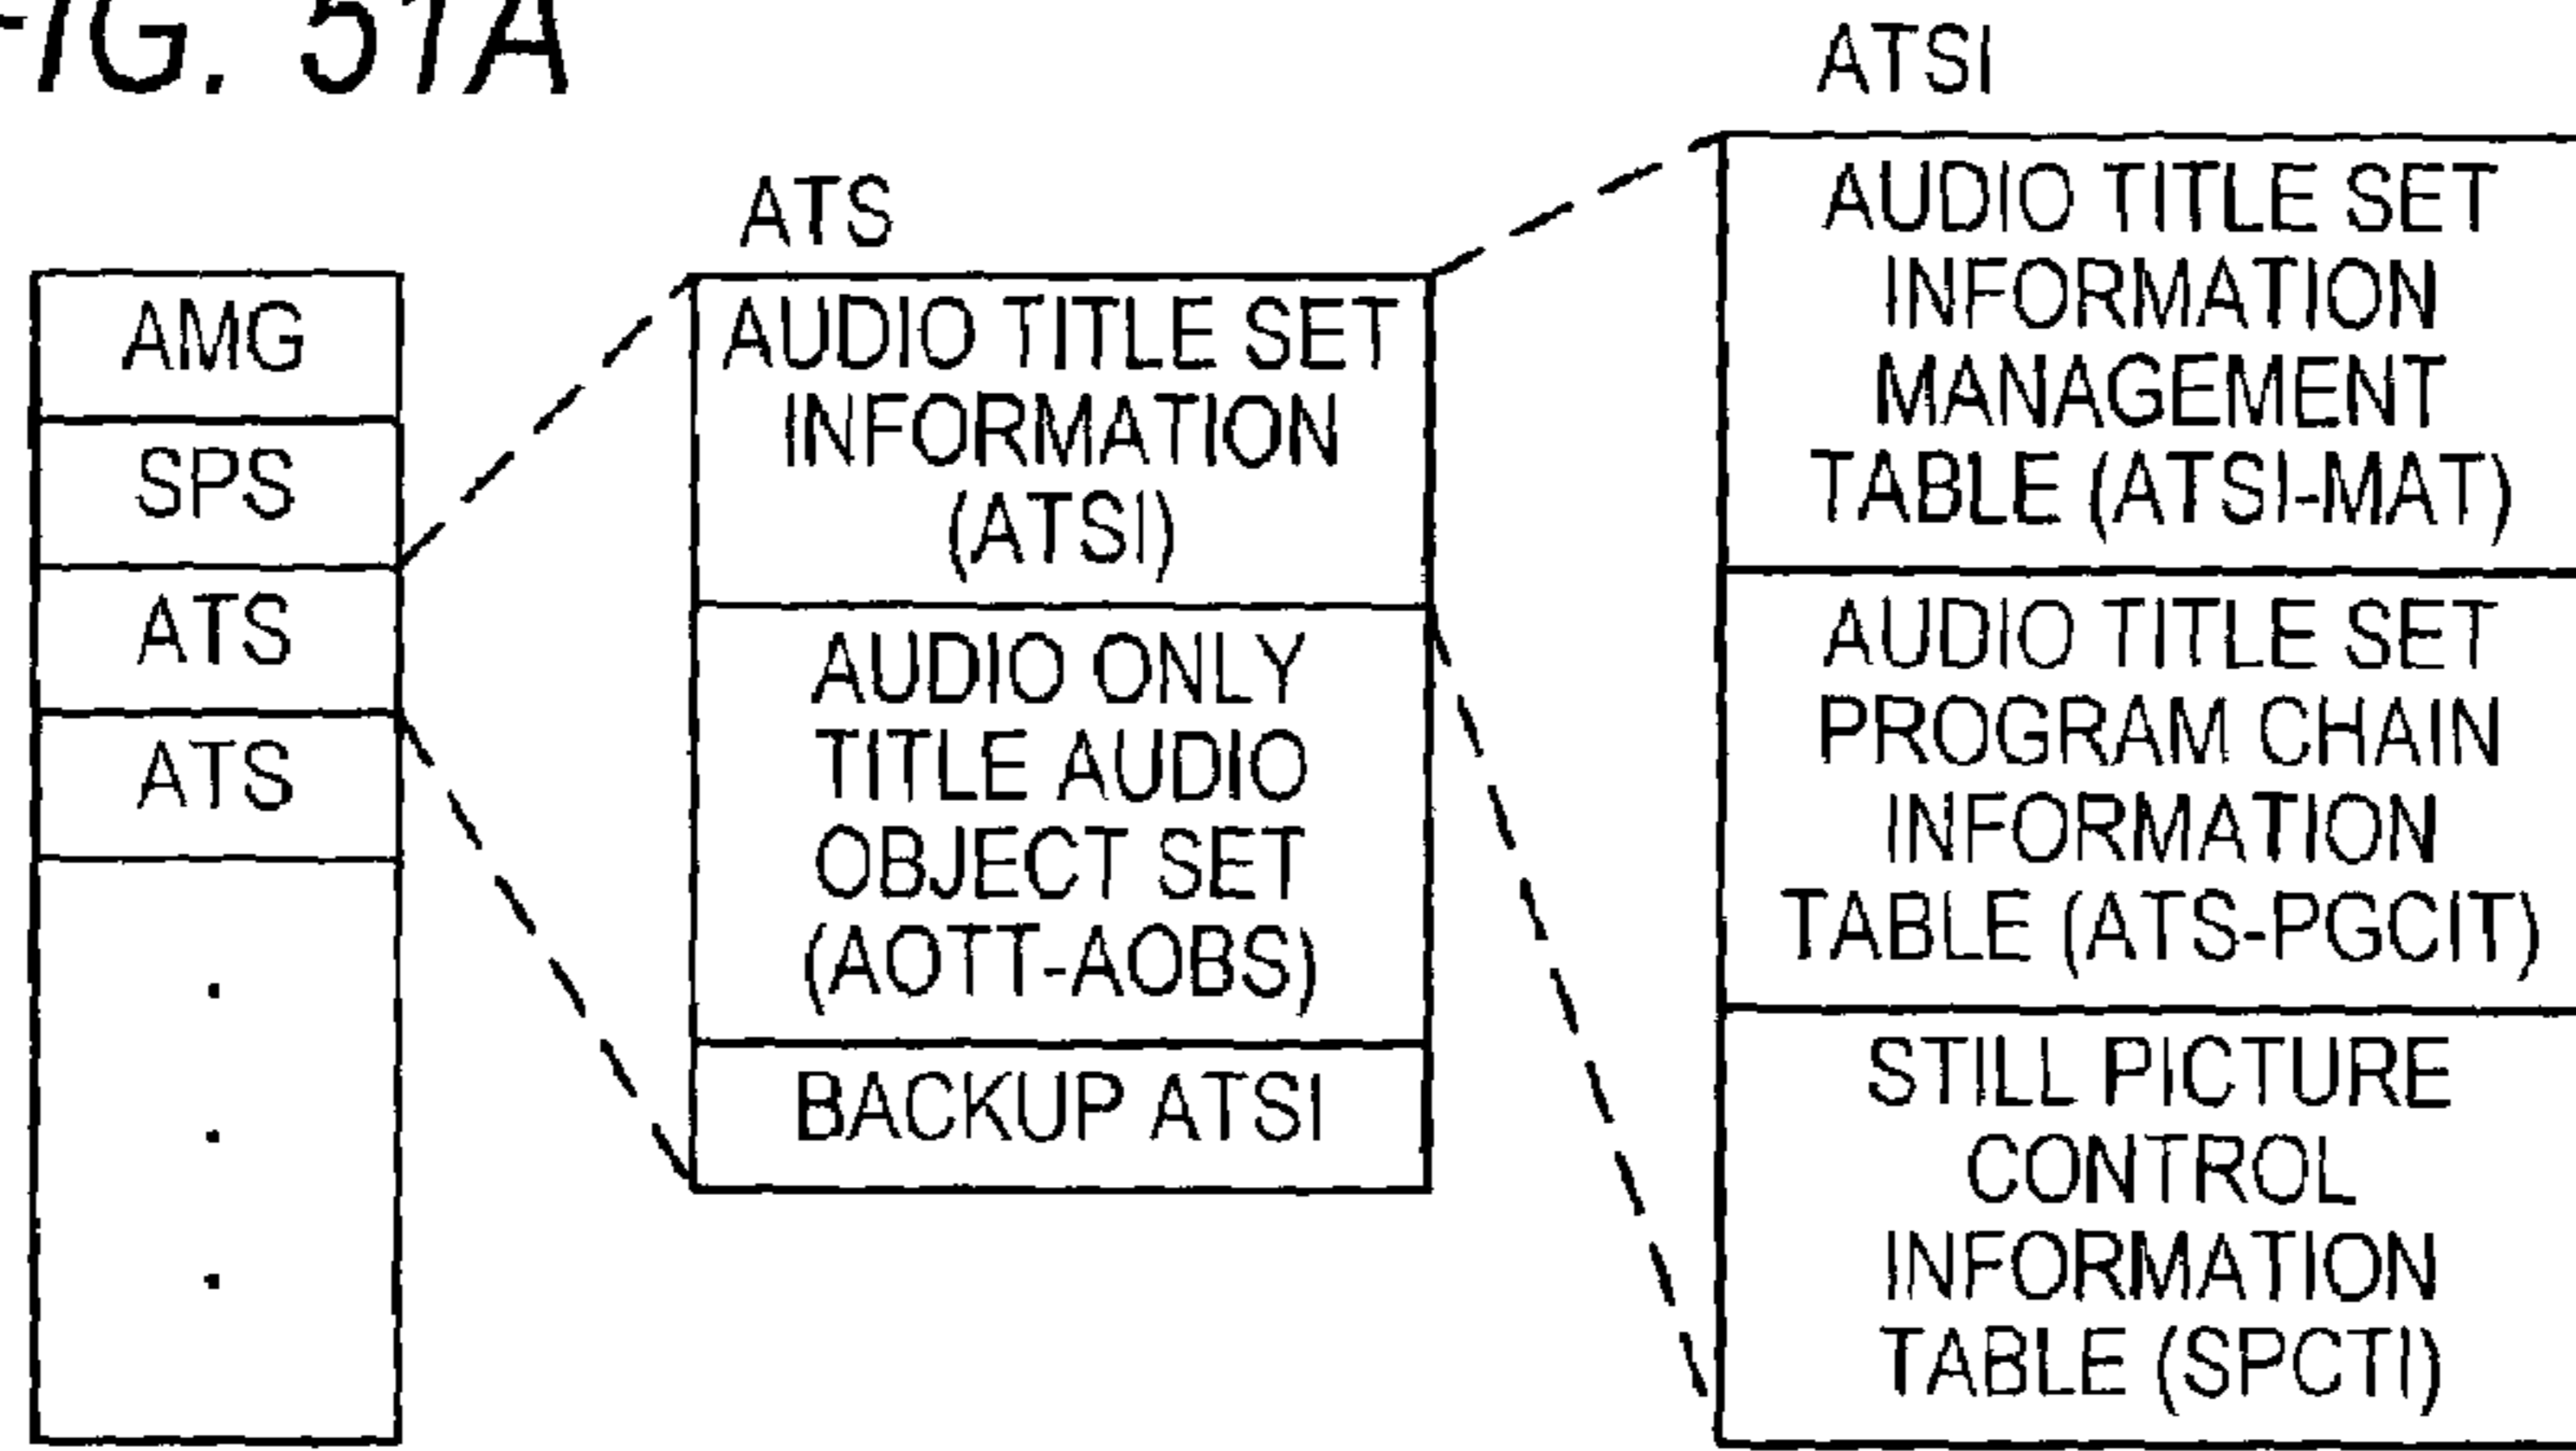 FIG. 51A
AMG
SPS
ATS
ATS
ATS
AUDIO TITLE SET
INFORMATION
(ATSI)
AUDIO ONLY
TITLE AUDIO
OBJECT SET
(AOTT-AOBS)
BACKUP ATSI
ATSI
AUDIO TITLE SET
INFORMATION
MANAGEMENT
TABLE (ATSI-MAT)
AUDIO TITLE SET
PROGRAM CHAIN
INFORMATION
TABLE (ATS-PGCIT)
STILL PICTURE
CONTROL
INFORMATION
TABLE (SPCTI)